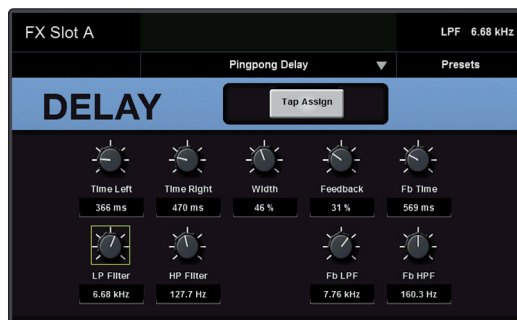 FX Slot A
LPF 6.68 kHz
Pingpong Delay
Presets
DELAY
Tap Assign
Time Left
Time Right
Width
Feedback
Fb Time
366 ms
470 ms
46 %
31 %
569 ms
LP Filter
HP Filter
Fb LPF
Fb HPF
6.68 kHz
127.7 Hz
7.76 kHz
160.3 Hz